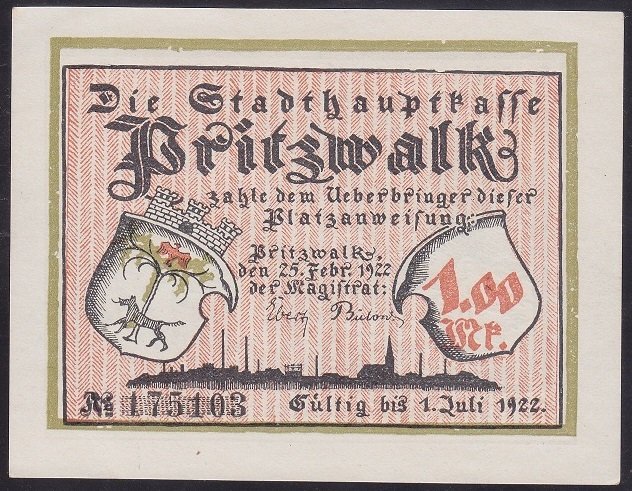 Die Stadthauptkasse
Pritzwalk
zahle dem Ueberbringer dieser
Platzanweisung:
Pritzwalk,
den 25. Febr. 1922
der Magistrat:
1.00
Mk.
№ 175103
Gültig bis 1. Juli 1922.